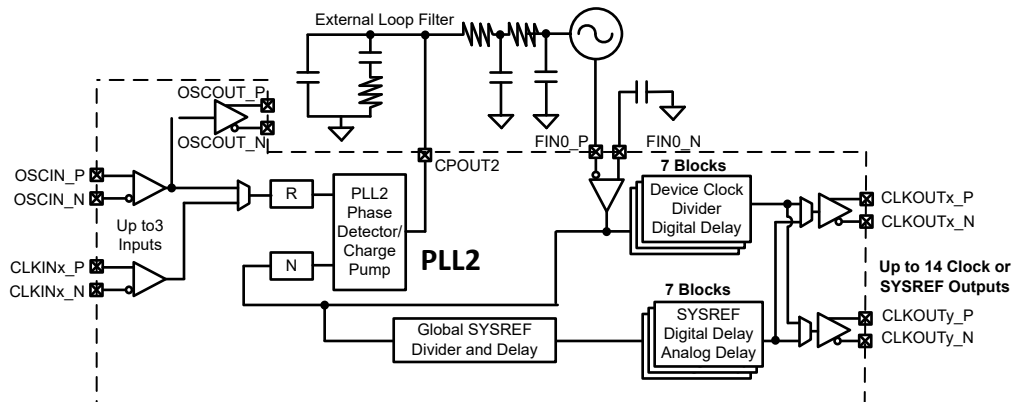 External Loop Filter
OSCOUT_P
OSCOUT_N
OSCIN_P
OSCIN_N
Up to3
Inputs
CLKINx_P
CLKINx_N
R
N
PLL2
Phase
Detector/
Charge
Pump
CPOUT2
PLL2
FIN0_P
FIN0_N
7 Blocks
Device Clock
Divider
Digital Delay
CLKOUTx_P
CLKOUTx_N
Up to 14 Clock or
SYSREF Outputs
Global SYSREF
Divider and Delay
7 Blocks
SYSREF
Digital Delay
Analog Delay
CLKOUTy_P
CLKOUTy_N